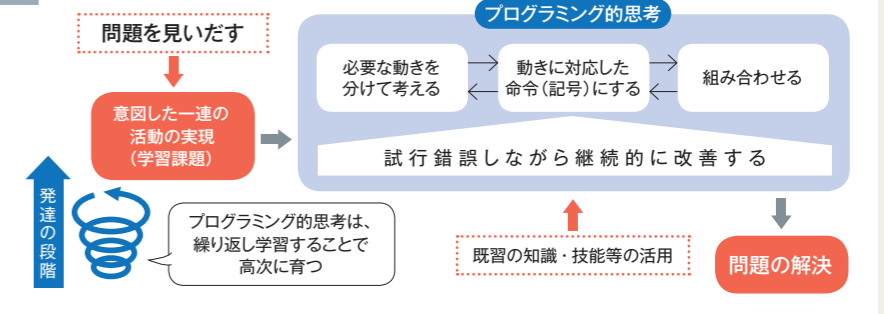 プログラミング的思考
問題を見いだす
必要な動きを
分けて考える
動きに対応した
命令（記号）にする
組み合わせる
意図した一連の
活動の実現
（学習課題）
試行錯誤しながら継続的に改善する
発達の段階
プログラミング的思考は、
繰り返し学習することで
高次に育つ
既習の知識・技能等の活用
問題の解決